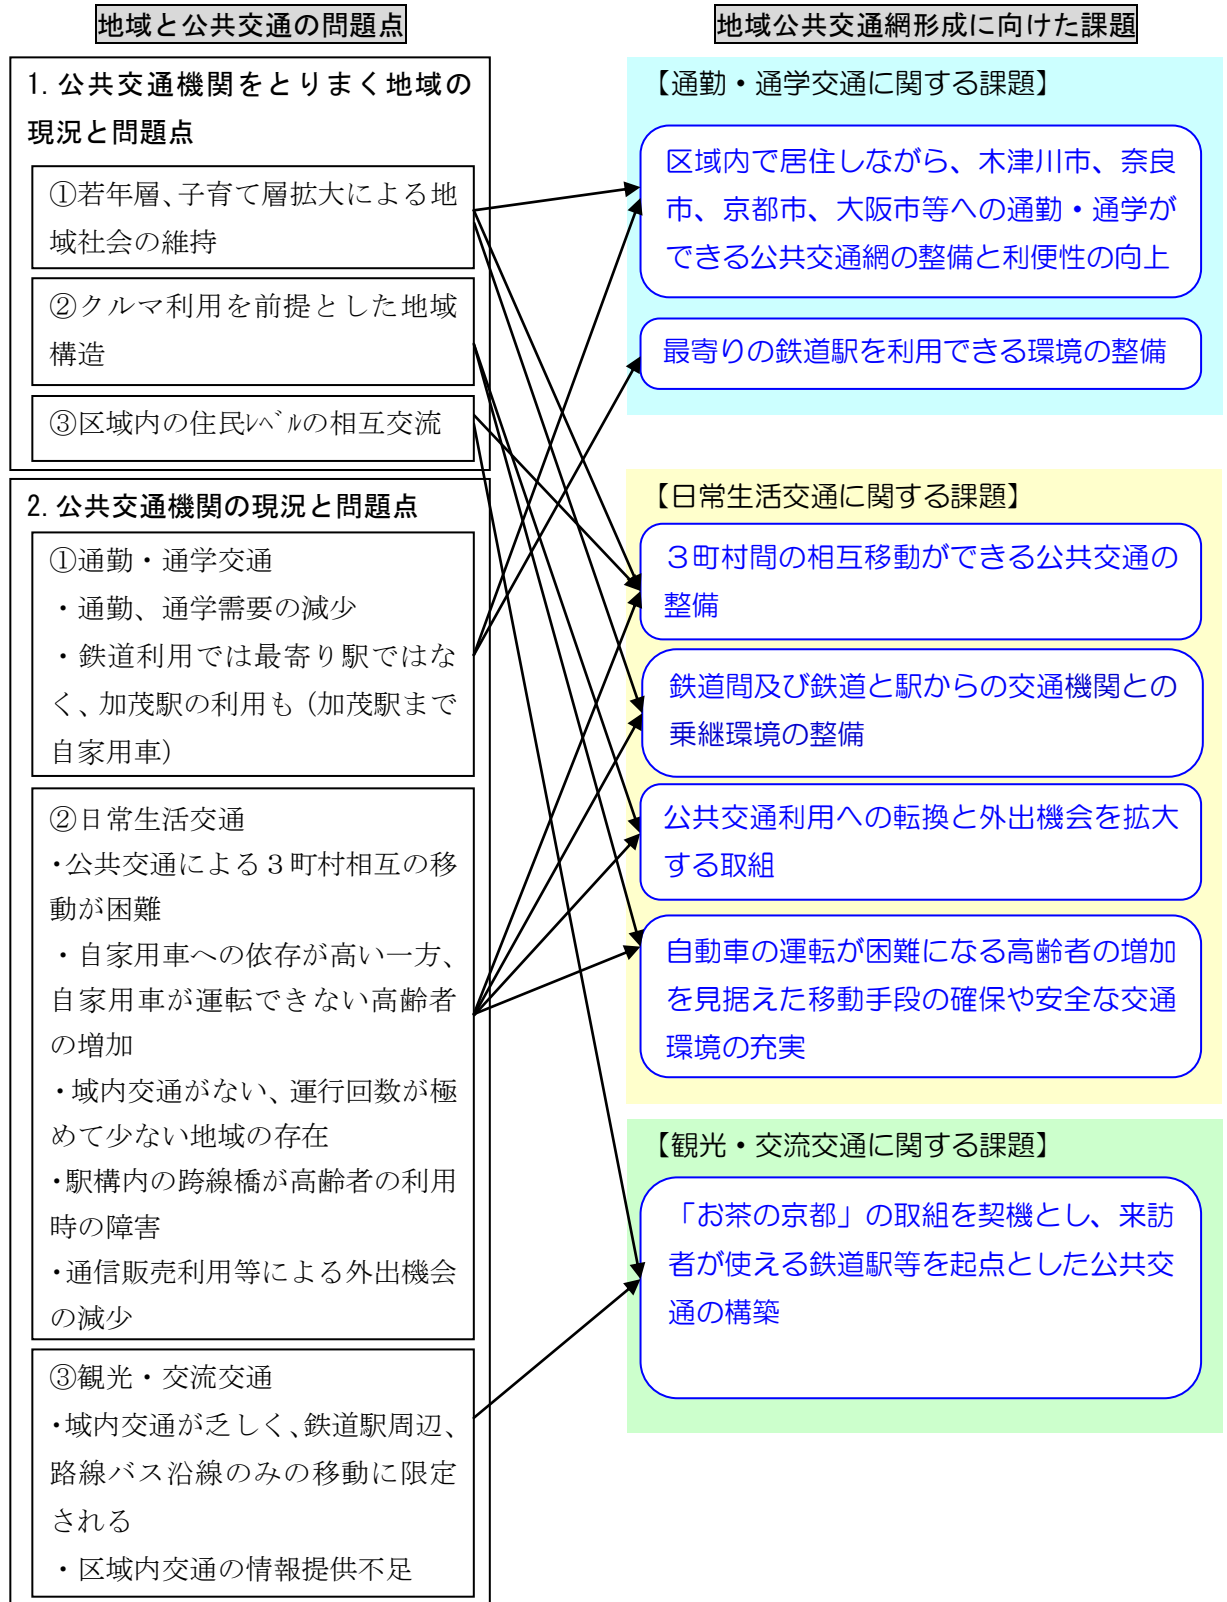 地域と公共交通の問題点
1. 公共交通機関をとりまく地域の
現況と問題点
①若年層、子育て層拡大による地
域社会の維持
②クルマ利用を前提とした地域
構造
③区域内の住民ﾚﾍﾞﾙの相互交流
2. 公共交通機関の現況と問題点
①通勤・通学交通
・通勤、通学需要の減少
・鉄道利用では最寄り駅ではな
く、加茂駅の利用も（加茂駅まで
自家用車）
②日常生活交通
・公共交通による３町村相互の移
動が困難
・自家用車への依存が高い一方、
自家用車が運転できない高齢者
の増加
・域内交通がない、運行回数が極
めて少ない地域の存在
・駅構内の跨線橋が高齢者の利用
時の障害
・通信販売利用等による外出機会
の減少
③観光・交流交通
・域内交通が乏しく、鉄道駅周辺、
路線バス沿線のみの移動に限定
される
・区域内交通の情報提供不足
地域公共交通網形成に向けた課題
【通勤・通学交通に関する課題】
区域内で居住しながら、木津川市、奈良
市、京都市、大阪市等への通勤・通学が
できる公共交通網の整備と利便性の向上
最寄りの鉄道駅を利用できる環境の整備
【日常生活交通に関する課題】
３町村間の相互移動ができる公共交通の
整備
鉄道間及び鉄道と駅からの交通機関との
乗継環境の整備
公共交通利用への転換と外出機会を拡大
する取組
自動車の運転が困難になる高齢者の増加
を見据えた移動手段の確保や安全な交通
環境の充実
【観光・交流交通に関する課題】
「お茶の京都」の取組を契機とし、来訪
者が使える鉄道駅等を起点とした公共交
通の構築